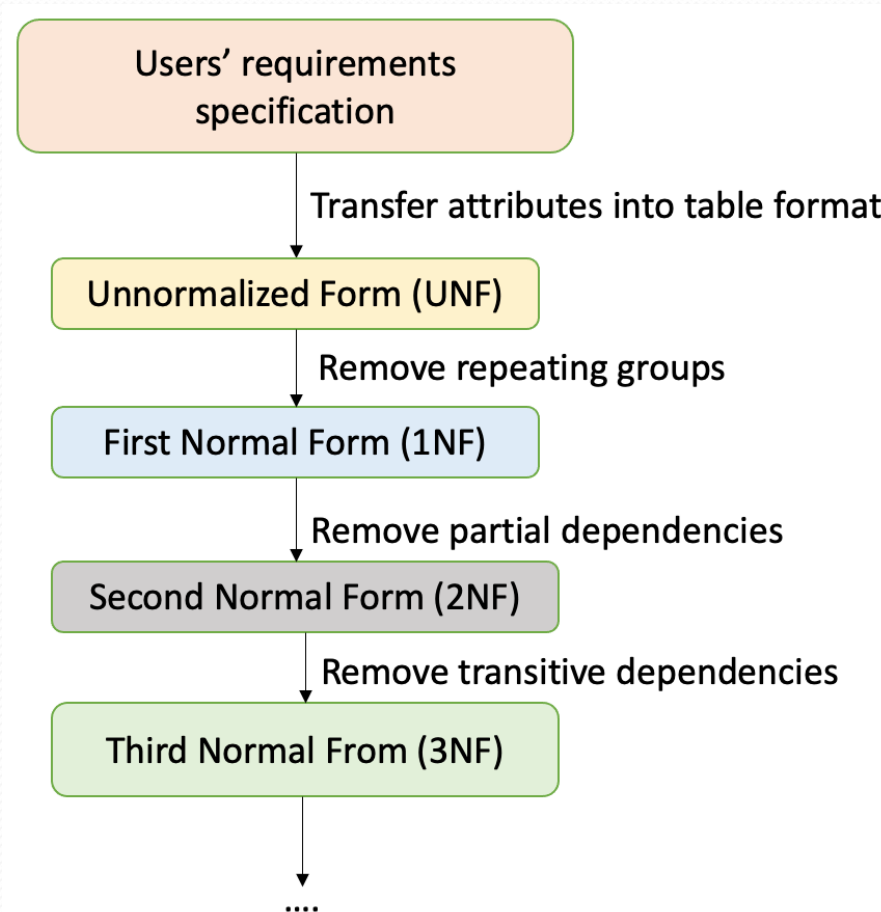 Users’ requirements
specification
Transfer attributes into table format
Unnormalized Form (UNF)
Remove repeating groups
First Normal Form (1NF)
Remove partial dependencies
Second Normal Form (2NF)
Remove transitive dependencies
Third Normal From (3NF)
....